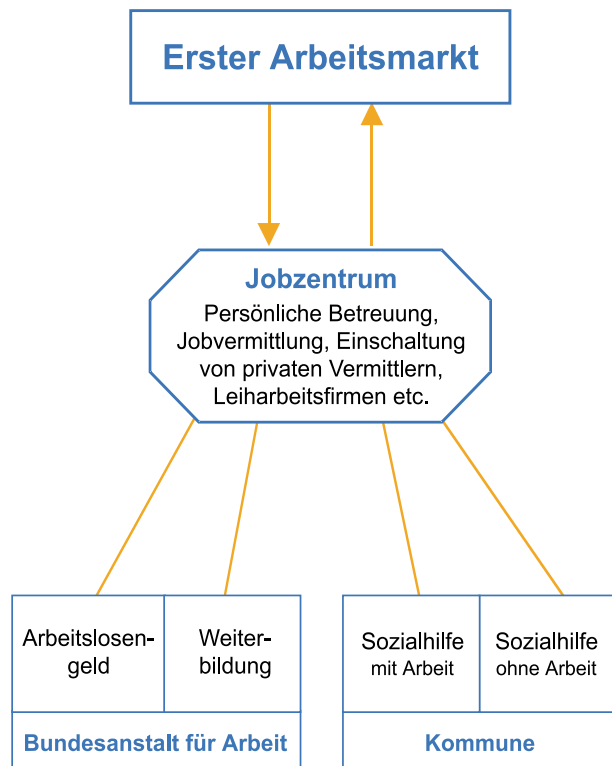 Erster Arbeitsmarkt
Jobzentrum
Persönliche Betreuung,
Jobvermittlung, Einschaltung
von privaten Vermittlern,
Leiharbeitsfirmen etc.
Arbeitslosen-
geld
Weiter-
bildung
Sozialhilfe
mit Arbeit
Sozialhilfe
ohne Arbeit
Bundesanstalt für Arbeit
Kommune